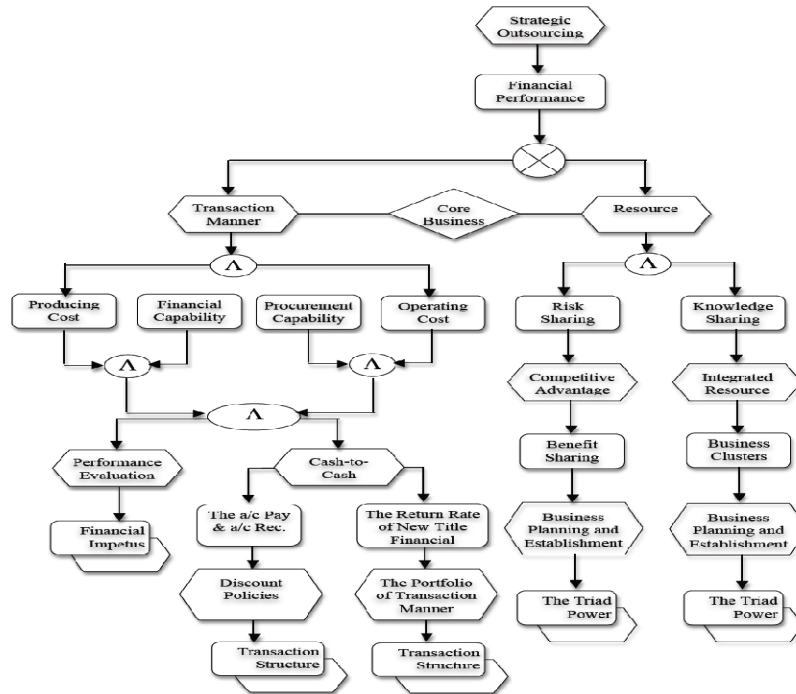 Strategic
Outsourcing
Financial
Performance
Transaction
Manner
Core
Business
Resource
Λ
Λ
Producing
Cost
Financial
Capability
Procurement
Capability
Operating
Cost
Risk
Sharing
Knowledge
Sharing
Λ
Λ
Competitive
Advantage
Integrated
Resource
Λ
Performance
Evaluation
Cash-to-
Cash
Benefit
Sharing
Business
Clusters
Financial
Impetus
The a/c Pay
& a/c Rec.
The Return Rate
of New Title
Financial
Business
Planning and
Establishment
Business
Planning and
Establishment
Discount
Policies
The Portfolio
of Transaction
Manner
The Triad
Power
The Triad
Power
Transaction
Structure
Transaction
Structure